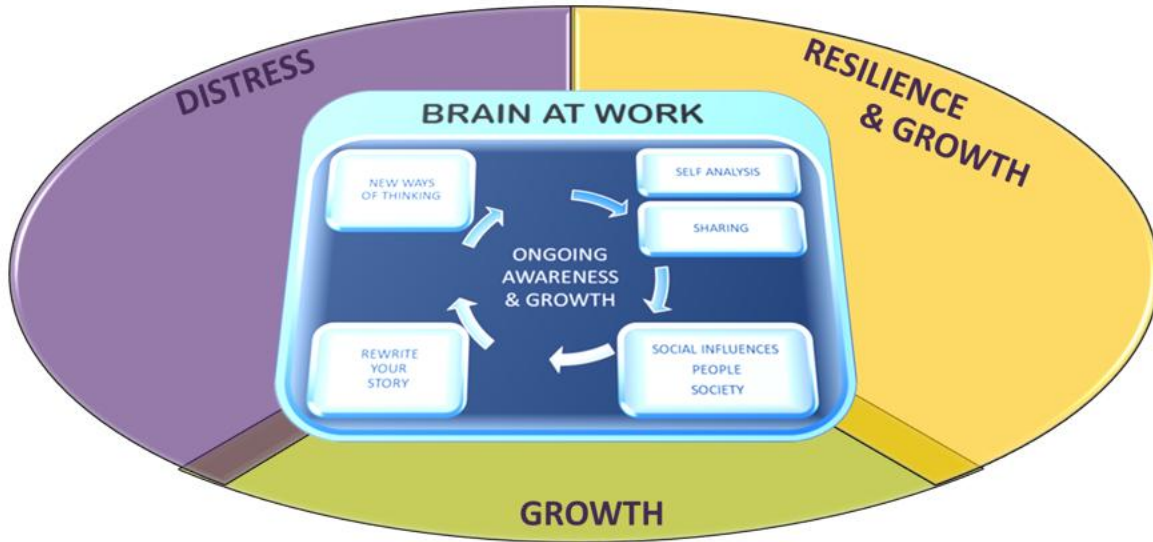 DISTRESS
RESILIENCE
& GROWTH
BRAIN AT WORK
NEW WAYS
OF THINKING
SELF ANALYSIS
SHARING
ONGOING
AWARENESS
& GROWTH
REWRITE
YOUR
STORY
SOCIAL INFLUENCES
PEOPLE
SOCIETY
GROWTH